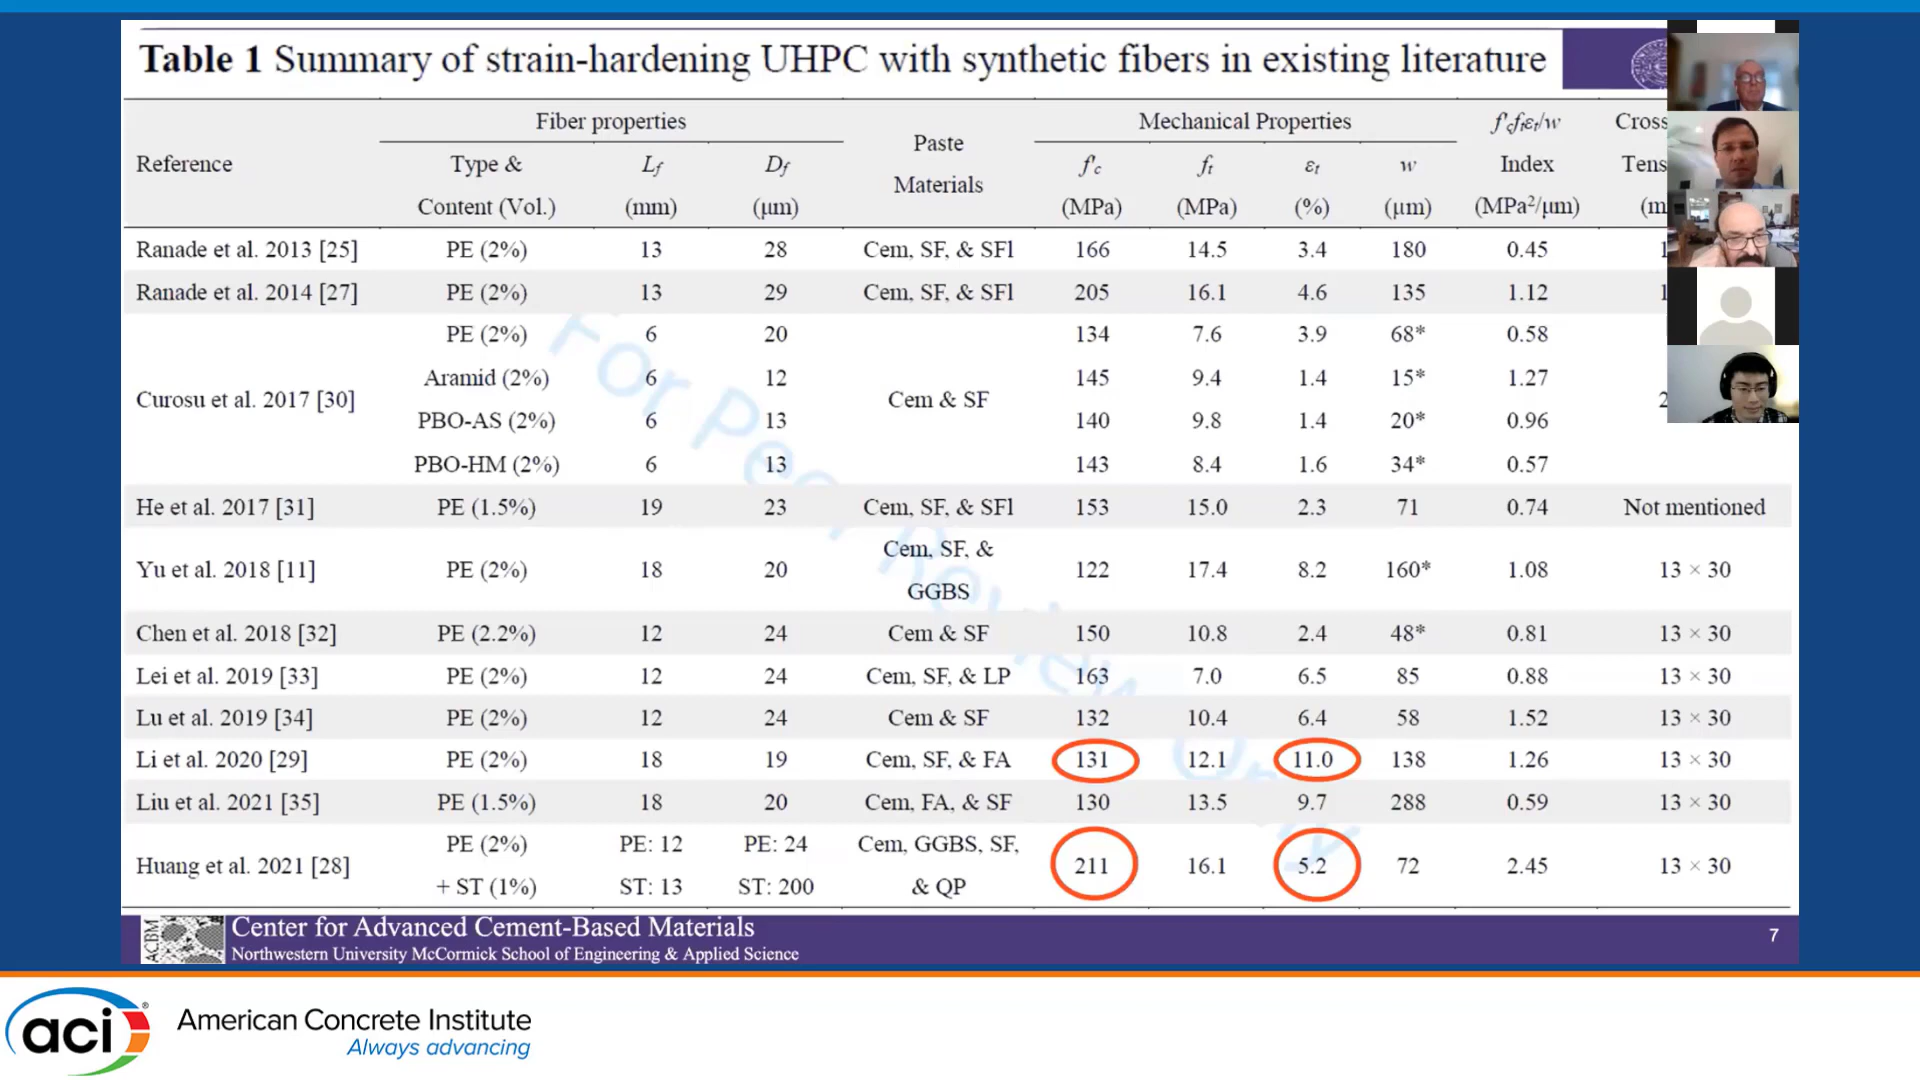 Table 1 Summary of strain-hardening UHPC with synthetic fibers in existing literature
Fiber properties Mechanical Properties f'cftεt/w Cross
Reference Type & Lf Df Paste f'c ft εt w Index Tens
Content (Vol.) (mm) (μm) Materials (MPa) (MPa) (%) (μm) (MPa²/μm) (m
Ranade et al. 2013 [25] PE (2%) 13 28 Cem, SF, & SFl 166 14.5 3.4 180 0.45 1
Ranade et al. 2014 [27] PE (2%) 13 29 Cem, SF, & SFl 205 16.1 4.6 135 1.12 1
PE (2%) 6 20 134 7.6 3.9 68* 0.58
Aramid (2%) 6 12 145 9.4 1.4 15* 1.27
Curosu et al. 2017 [30] Cem & SF 2
PBO-AS (2%) 6 13 140 9.8 1.4 20* 0.96
PBO-HM (2%) 6 13 143 8.4 1.6 34* 0.57
He et al. 2017 [31] PE (1.5%) 19 23 Cem, SF, & SFl 153 15.0 2.3 71 0.74 Not mentioned
Yu et al. 2018 [11] PE (2%) 18 20 Cem, SF, & GGBS 122 17.4 8.2 160* 1.08 13 × 30
Chen et al. 2018 [32] PE (2.2%) 12 24 Cem & SF 150 10.8 2.4 48* 0.81 13 × 30
Lei et al. 2019 [33] PE (2%) 12 24 Cem, SF, & LP 163 7.0 6.5 85 0.88 13 × 30
Lu et al. 2019 [34] PE (2%) 12 24 Cem & SF 132 10.4 6.4 58 1.52 13 × 30
Li et al. 2020 [29] PE (2%) 18 19 Cem, SF, & FA 131 12.1 11.0 138 1.26 13 × 30
Liu et al. 2021 [35] PE (1.5%) 18 20 Cem, FA, & SF 130 13.5 9.7 288 0.59 13 × 30
PE (2%) PE: 12 PE: 24 Cem, GGBS, SF,
Huang et al. 2021 [28] 211 16.1 5.2 72 2.45 13 × 30
+ ST (1%) ST: 13 ST: 200 & QP
For Peer Review Only
ACBM
Center for Advanced Cement-Based Materials
Northwestern University McCormick School of Engineering & Applied Science
7
aci®
American Concrete Institute
Always advancing